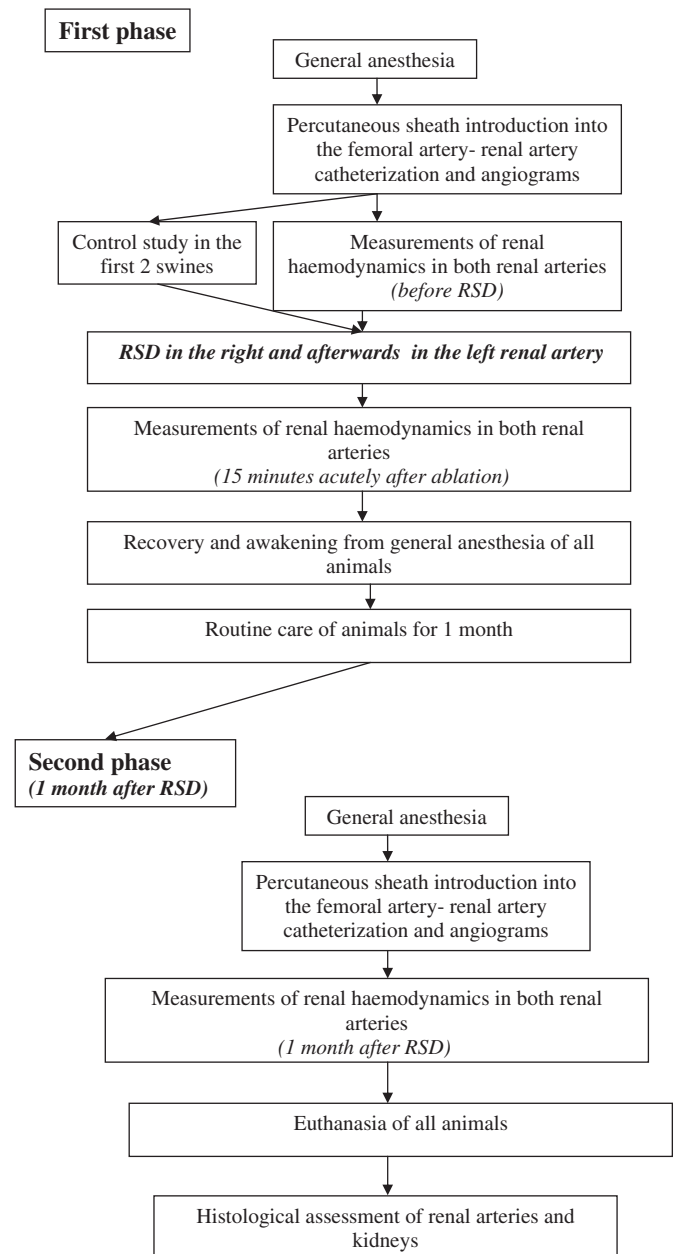 First phase
General anesthesia
Percutaneous sheath introduction into
the femoral artery- renal artery
catheterization and angiograms
Control study in the
first 2 swines
Measurements of renal
haemodynamics in both renal arteries
(before RSD)
RSD in the right and afterwards in the left renal artery
Measurements of renal haemodynamics in both renal
arteries
(15 minutes acutely after ablation)
Recovery and awakening from general anesthesia of all
animals
Routine care of animals for 1 month
Second phase
(1 month after RSD)
General anesthesia
Percutaneous sheath introduction into
the femoral artery- renal artery
catheterization and angiograms
Measurements of renal haemodynamics in both renal
arteries
(1 month after RSD)
Euthanasia of all animals
Histological assessment of renal arteries and
kidneys